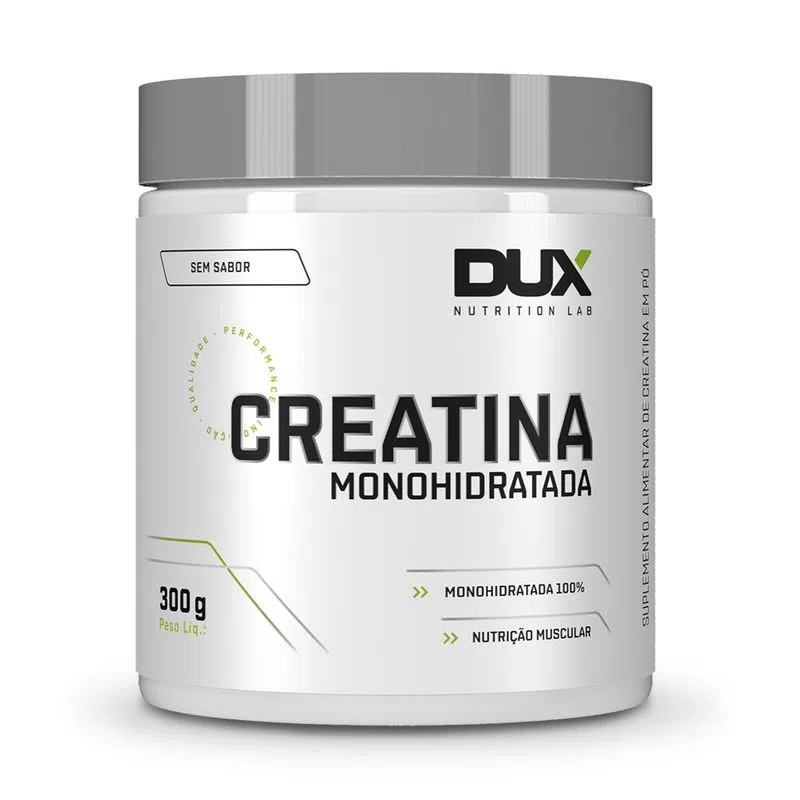 SEM SABOR
DUX
NUTRITION LAB
QUALIDADE · PERFORMANCE
CREATINA
MONOHIDRATADA
MONOHIDRATADA 100%
NUTRIÇÃO MUSCULAR
300 g
Peso Líq.:
SUPLEMENTO ALIMENTAR DE CREATINA EM PÓ